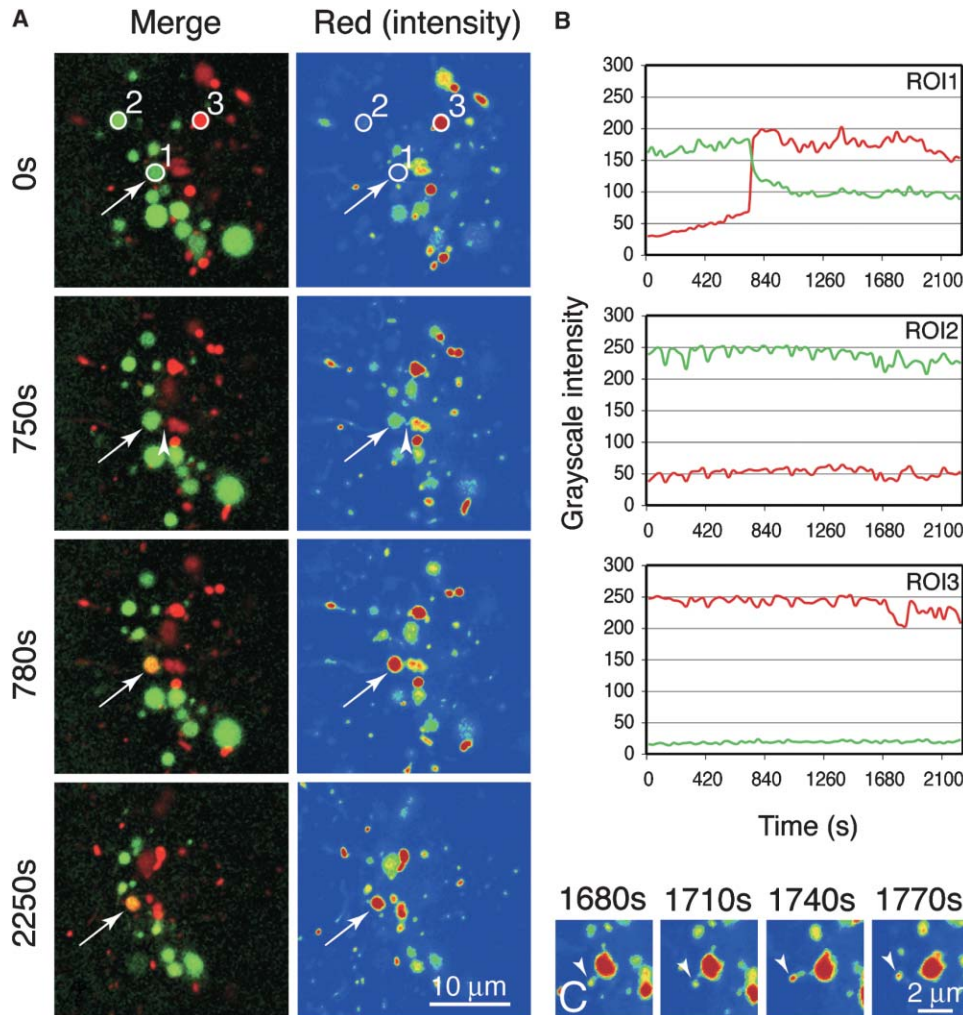 A
Merge
Red (intensity)
0s
2
3
1
2
3
1
750s
780s
2250s
10 µm
B
Grayscale intensity
300
250
200
150
100
50
0
ROI1
0 420 840 1260 1680 2100
300
250
200
150
100
50
0
ROI2
0 420 840 1260 1680 2100
300
250
200
150
100
50
0
ROI3
0 420 840 1260 1680 2100
Time (s)
1680s 1710s 1740s 1770s
C
2 µm